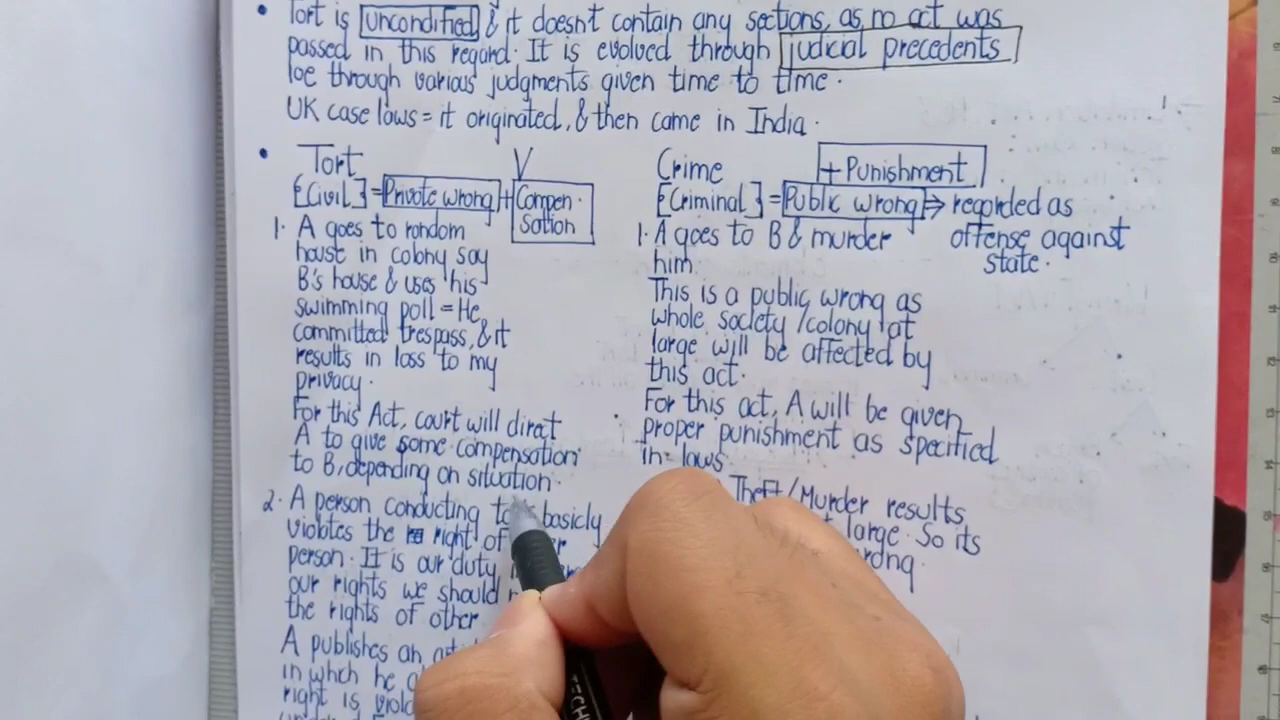 • Tort is uncondified & it doesnt contain any sections, as no act was
passed in this regard. It is evolved through judicial precedents
ioe through various judgments given time to time.
UK case laws = it originated, & then came in India.
• Tort V
[Civil] = Private wrong + Compen.
sation
1. A goes to random
house in colony say
B's house & uses his
swimming poll = He
committed trespass, & it
results in loss to my
privacy.
For this Act, court will direct
A to give some compensation
to B, depending on situation.
2. A person conducting basicly
violates the right of
person. It is our duty
our rights we should
the rights of other
A publishes an
in which he
right is
Crime + Punishment
[Criminal] = Public wrong → regarded as
offense against
state.
1. A goes to B & murder
him.
This is a public wrong as
whole society/colony at
large will be affected by
this act.
For this act, A will be given
proper punishment as specified
in laws
Theft/Murder results
large. So its
TECH